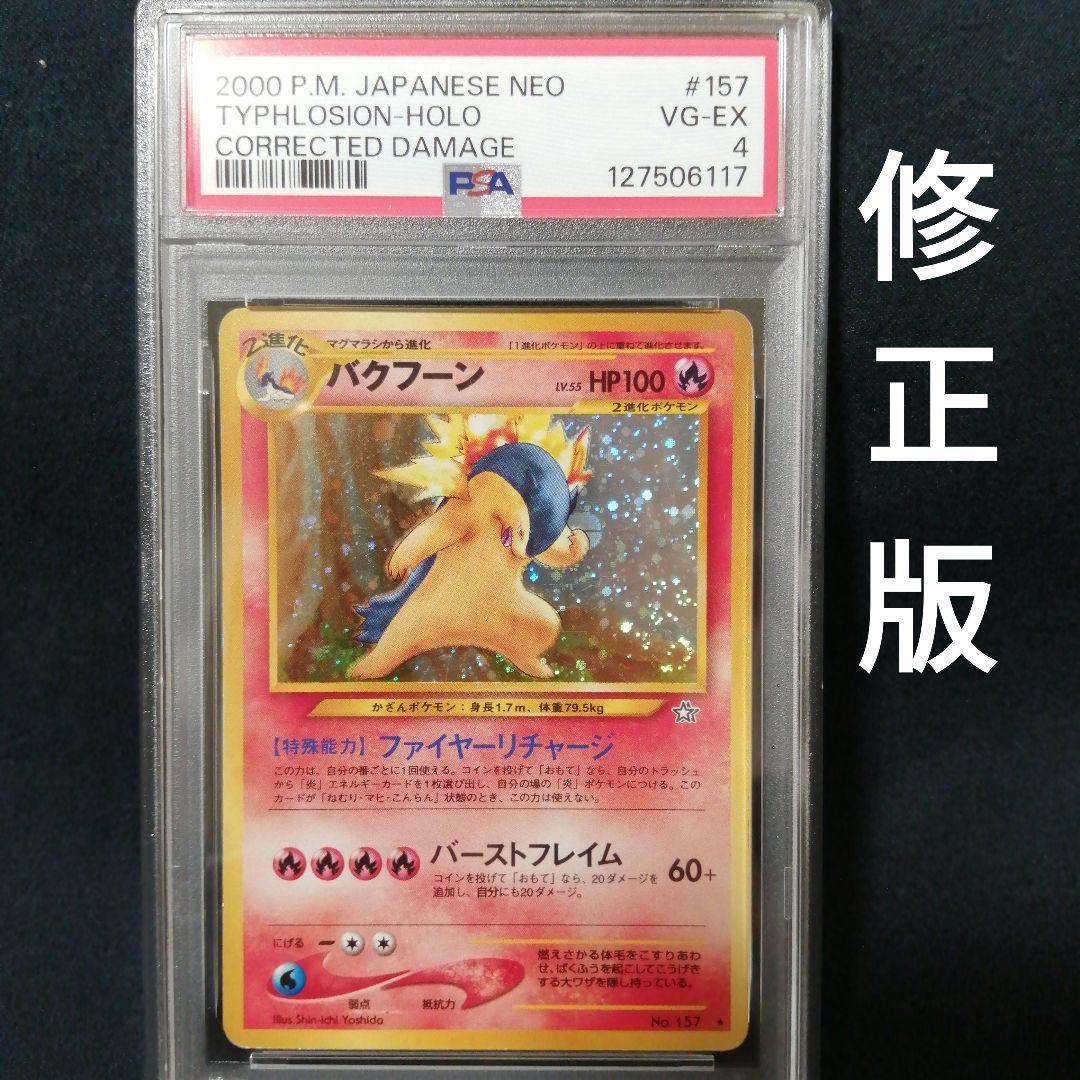 2000 P.M. JAPANESE NEO #157
TYPHLOSION-HOLO VG-EX
CORRECTED DAMAGE 4
PSA 127506117
修正版
2進化 マグマラシから進化 「1進化ポケモン」の上に重ねて進化させます。
バクフーン LV.55 HP100
2進化ポケモン
かざんポケモン：身長1.7m、体重79.5kg
【特殊能力】ファイヤーリチャージ
この力は、自分の番ごとに1回使える。コインを投げて「おもて」なら、自分のトラッシュ
から「炎」エネルギーカードを1枚選び出し、自分の場の「炎」ポケモンにつける。この
カードが「ねむり・マヒ・こんらん」状態のとき、この力は使えない。
バーストフレイム 60+
コインを投げて「おもて」なら、20ダメージを
追加し、自分にも20ダメージ。
にげる
燃えさかる体毛をこすりあわ
せ、ばくふうを起こしてこうげき
する大ワザを隠し持っている。
弱点 抵抗力
Illus. Shin-ichi Yoshida No. 157 ★